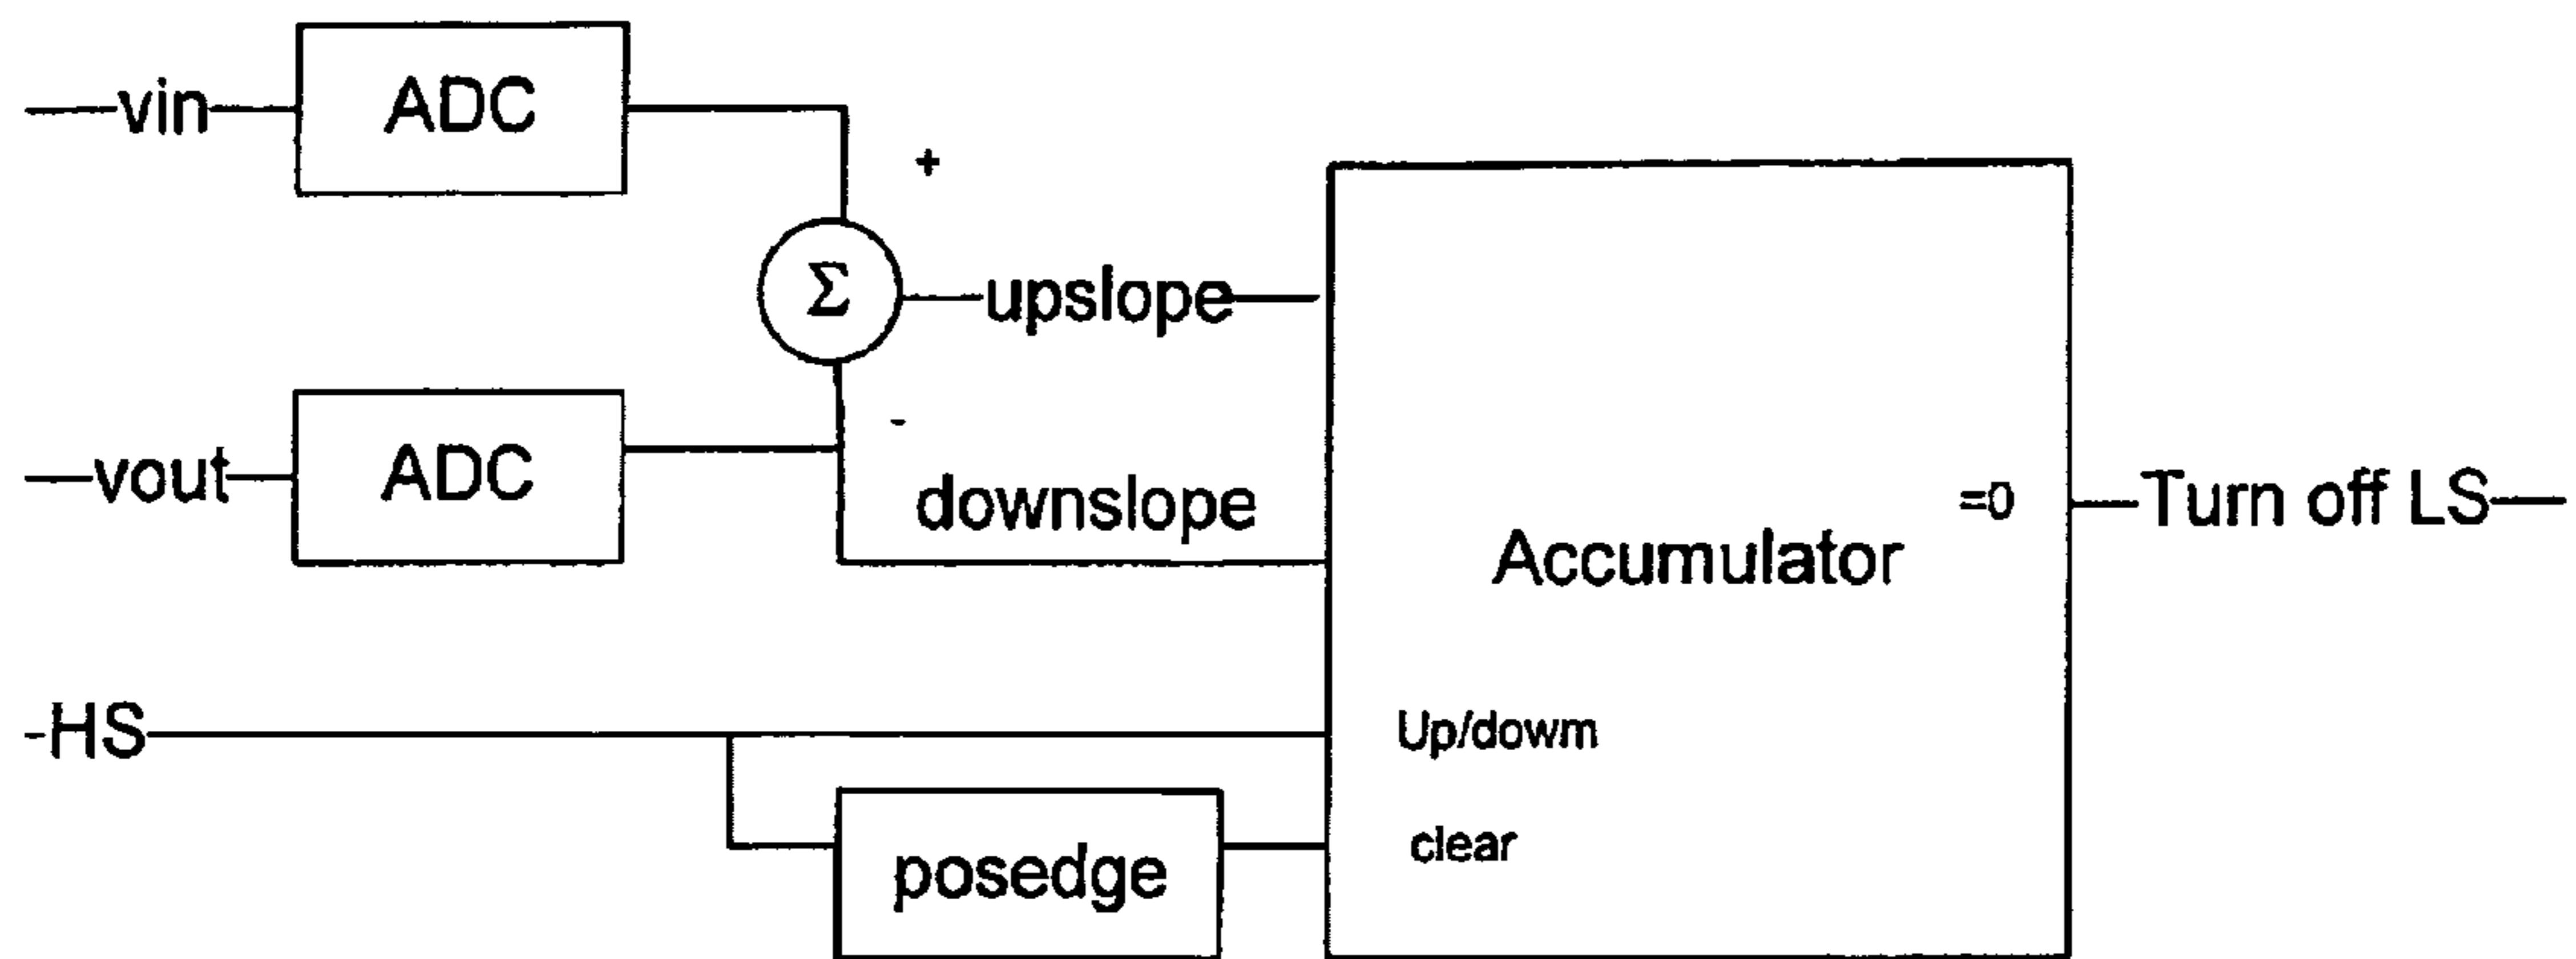 vin
ADC
+
Σ
upslope
-
vout
ADC
downslope
=0
Turn off LS
Accumulator
-HS
Up/dowm
clear
posedge